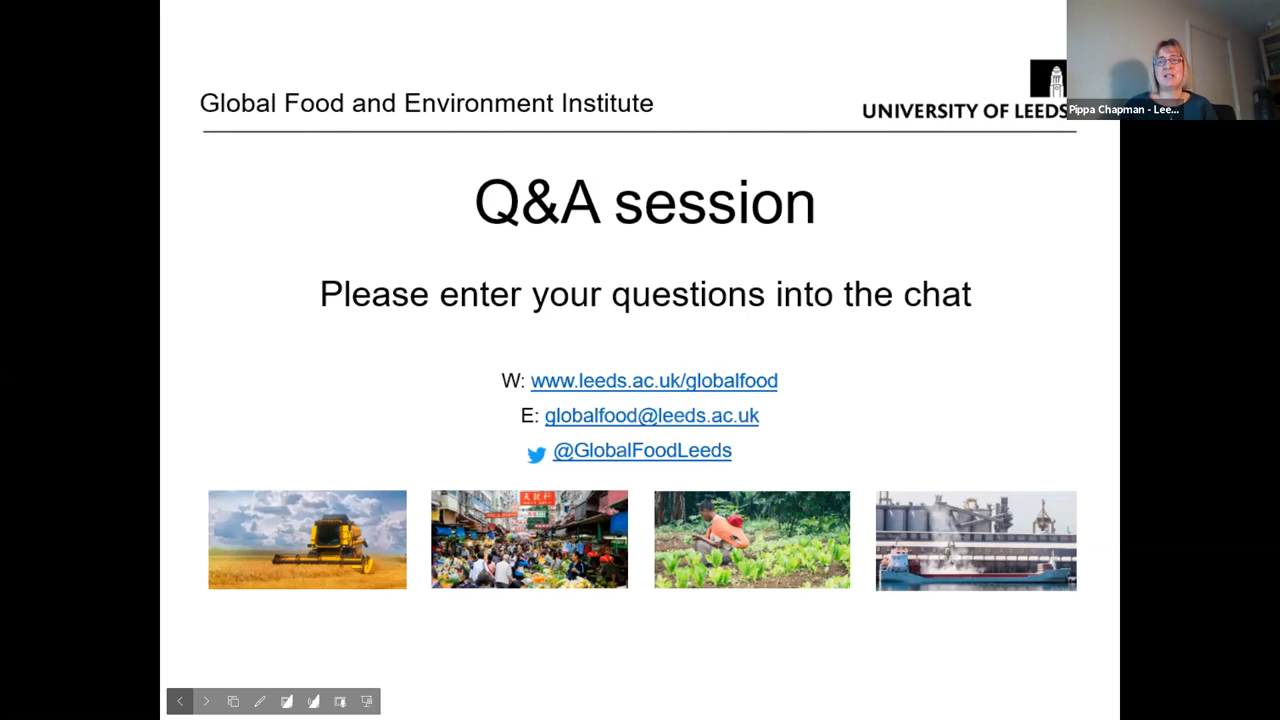 Global Food and Environment Institute
UNIVERSITY OF LEEDS
Pippa Chapman - Lee...
Q&A session
Please enter your questions into the chat
W: www.leeds.ac.uk/globalfood
E: globalfood@leeds.ac.uk
@GlobalFoodLeeds